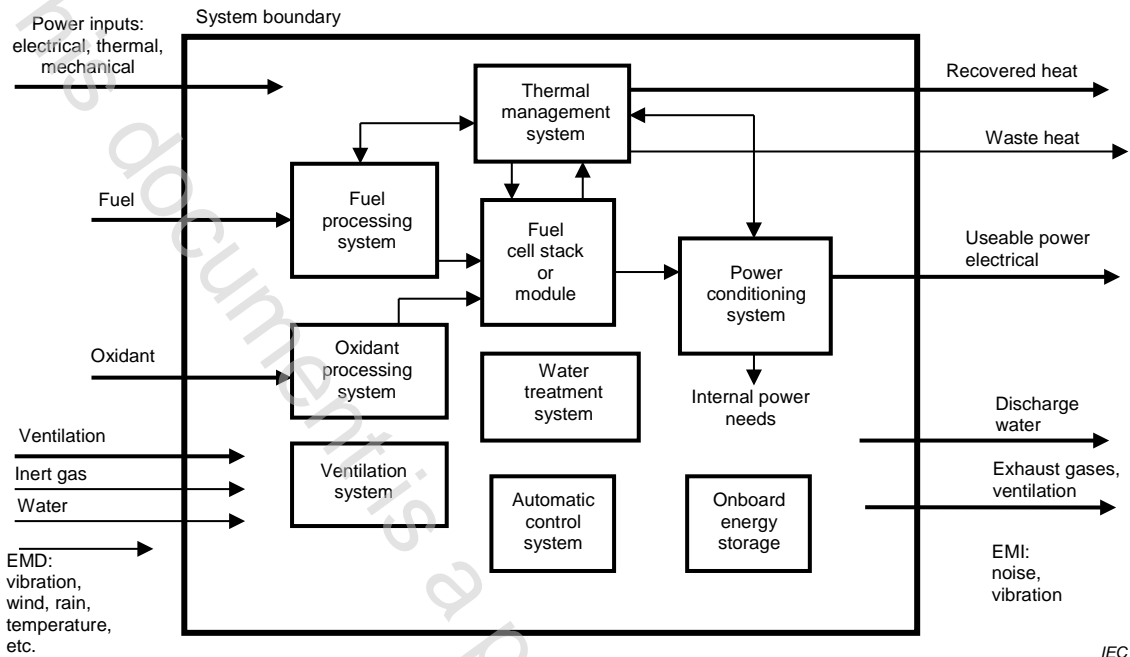 System boundary
Power inputs:
electrical, thermal,
mechanical
Thermal
management
system
Recovered heat
Waste heat
Fuel
Fuel
processing
system
Fuel
cell stack
or
module
Power
conditioning
system
Useable power
electrical
Oxidant
Oxidant
processing
system
Water
treatment
system
Internal power
needs
Discharge
water
Ventilation
Inert gas
Water
Ventilation
system
Automatic
control
system
Onboard
energy
storage
Exhaust gases,
ventilation
EMD:
vibration,
wind, rain,
temperature,
etc.
EMI:
noise,
vibration
IEC
his document is a p